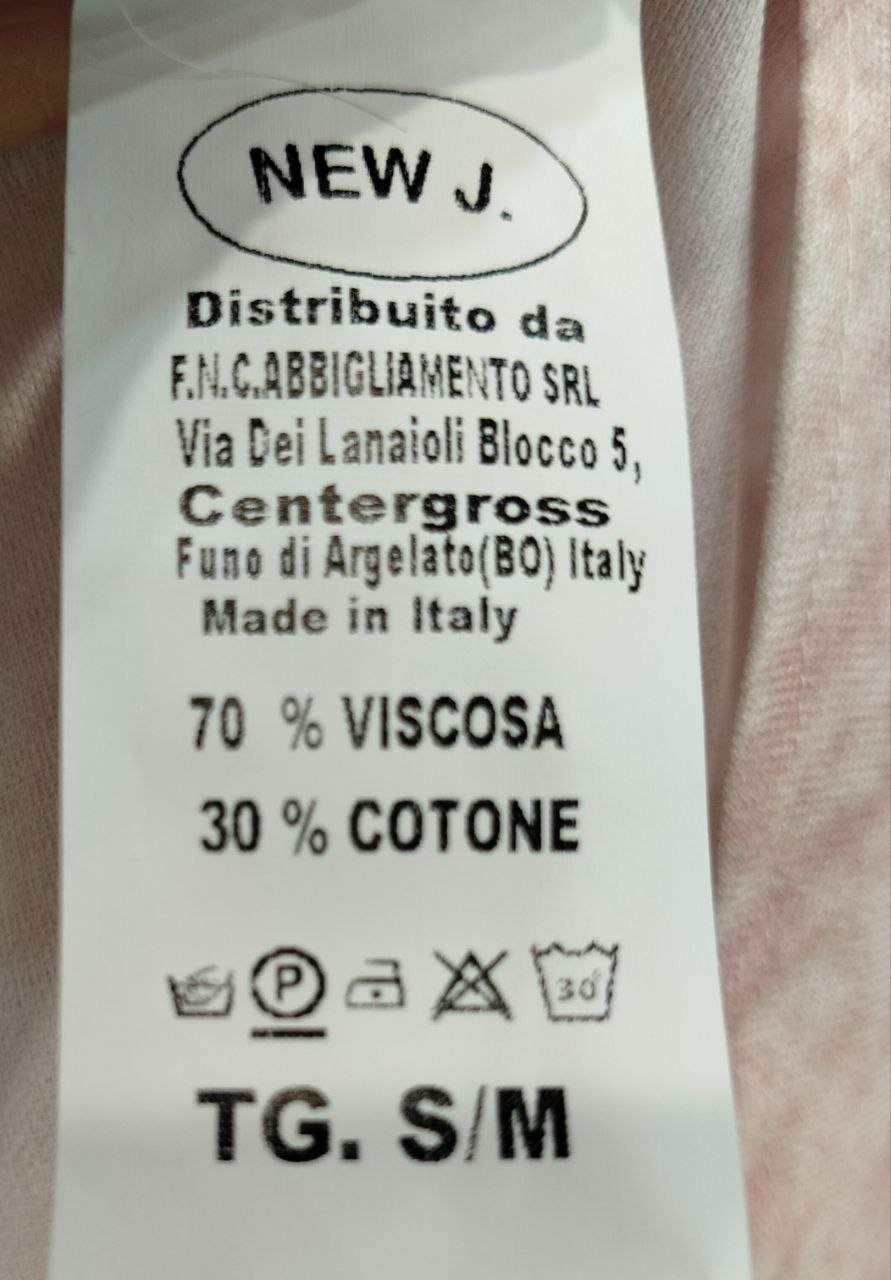 NEW J.
Distribuito da
F.N.C.ABBIGLIAMENTO SRL
Via Dei Lanaioli Blocco 5,
Centergross
Funo di Argelato(BO) Italy
Made in Italy
70 % VISCOSA
30 % COTONE
P 30°
TG. S/M